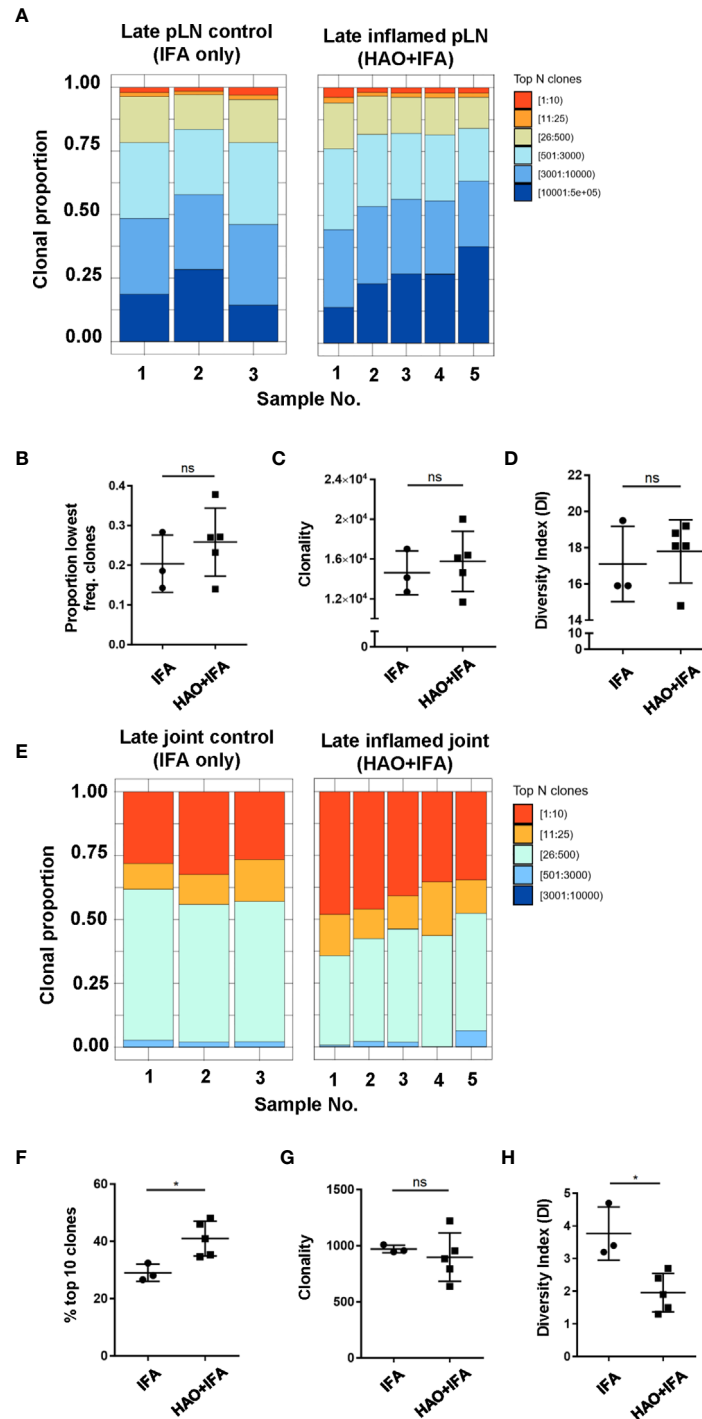 A
Late pLN control
(IFA only)
Late inflamed pLN
(HAO+IFA)
Top N clones
[1:10)
[11:25)
[26:500)
[501:3000)
[3001:10000)
[10001:5e+05)
Clonal proportion
1.00
0.75
0.50
0.25
0.00
1 2 3
1 2 3 4 5
Sample No.
B
ns
Proportion lowest
freq. clones
0.4
0.3
0.2
0.1
0.0
IFA
HAO+IFA
C
ns
Clonality
2.4×10⁴
2×10⁴
1.6×10⁴
1.2×10⁴
0
IFA
HAO+IFA
D
ns
Diversity Index (DI)
22
20
18
16
14
10
0
IFA
HAO+IFA
E
Late joint control
(IFA only)
Late inflamed joint
(HAO+IFA)
Top N clones
[1:10)
[11:25)
[26:500)
[501:3000)
[3001:10000)
Clonal proportion
1.00
0.75
0.50
0.25
0.00
1 2 3
1 2 3 4 5
Sample No.
F
*
% top 10 clones
60
40
20
0
IFA
HAO+IFA
G
ns
Clonality
1500
1000
500
0
IFA
HAO+IFA
H
*
Diversity Index (DI)
5
4
3
2
1
0
IFA
HAO+IFA